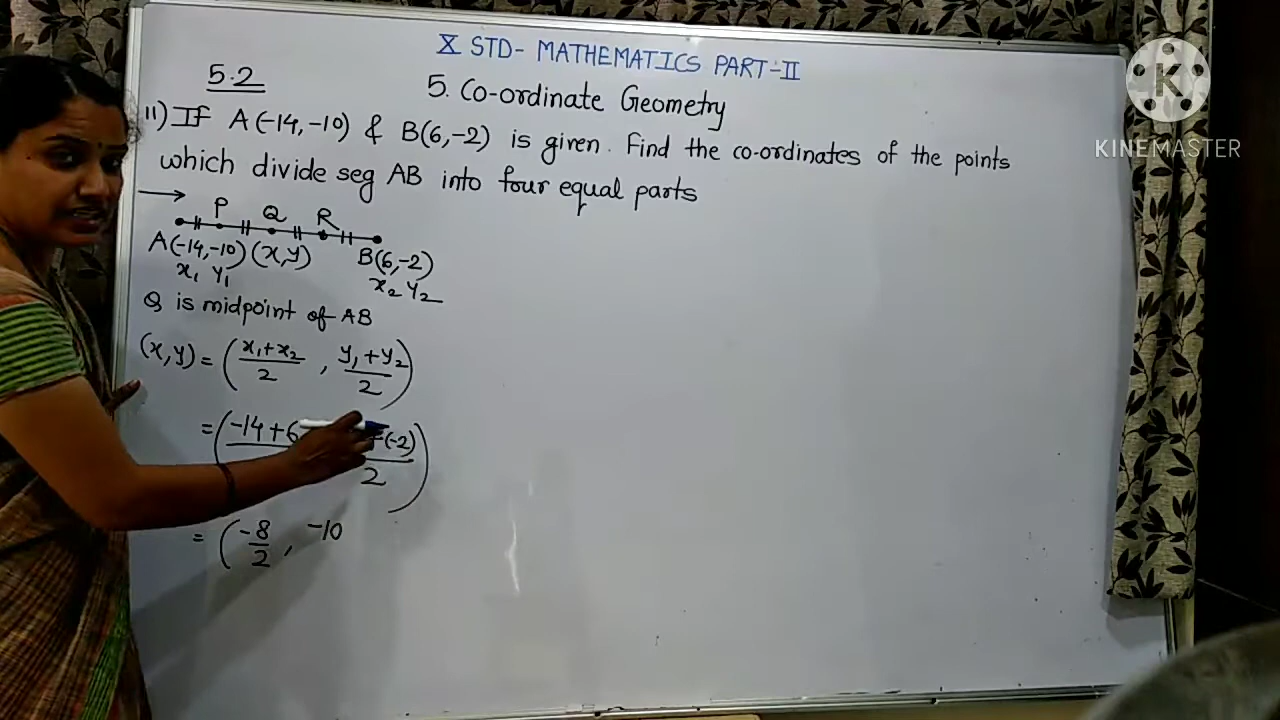 X STD- MATHEMATICS PART-II
5.2
5. Co-ordinate Geometry
11) If A(-14,-10) & B(6,-2) is given. Find the co-ordinates of the points
which divide seg AB into four equal parts
→
P Q R
A(-14,-10) (x,y) B(6,-2)
x₁ y₁ x₂ y₂
Q is midpoint of AB
(x,y) = (x₁+x₂/2 , y₁+y₂/2)
= (-14+6 (-2)/2)
= (-8/2, -10
K
KINEMASTER